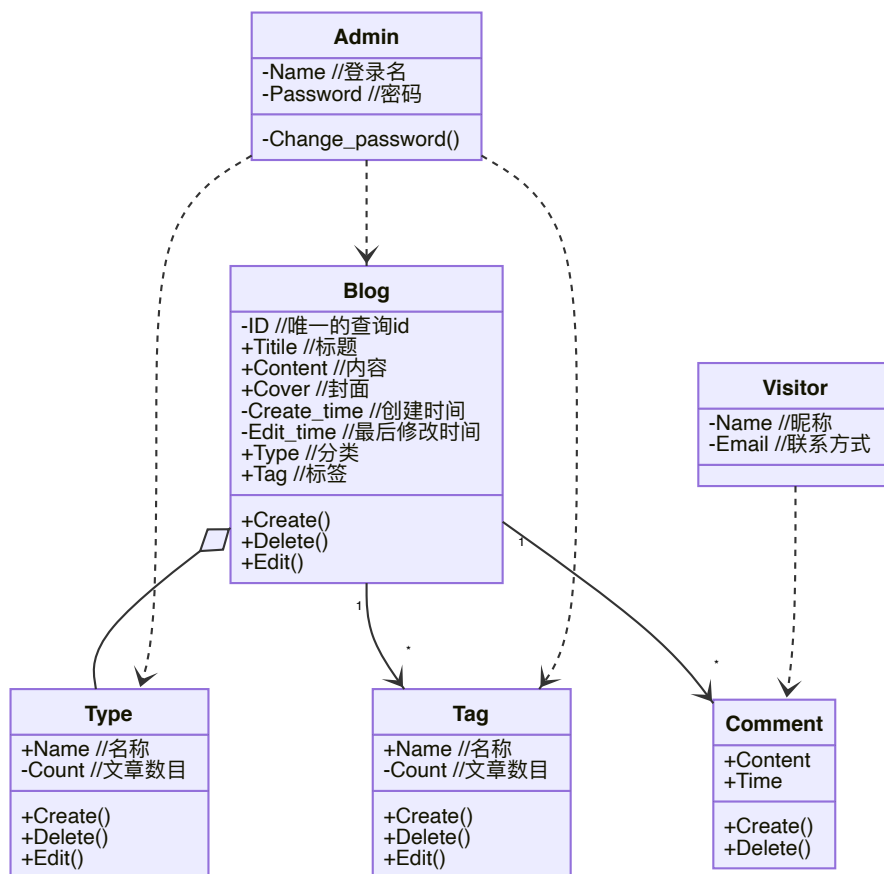 Admin
-Name //登录名
-Password //密码
-Change_password()
Blog
-ID //唯一的查询id
+Titile //标题
+Content //内容
+Cover //封面
-Create_time //创建时间
-Edit_time //最后修改时间
+Type //分类
+Tag //标签
+Create()
+Delete()
+Edit()
Visitor
-Name //昵称
-Email //联系方式
1
1
*
*
Type
+Name //名称
-Count //文章数目
+Create()
+Delete()
+Edit()
Tag
+Name //名称
-Count //文章数目
+Create()
+Delete()
+Edit()
Comment
+Content
+Time
+Create()
+Delete()